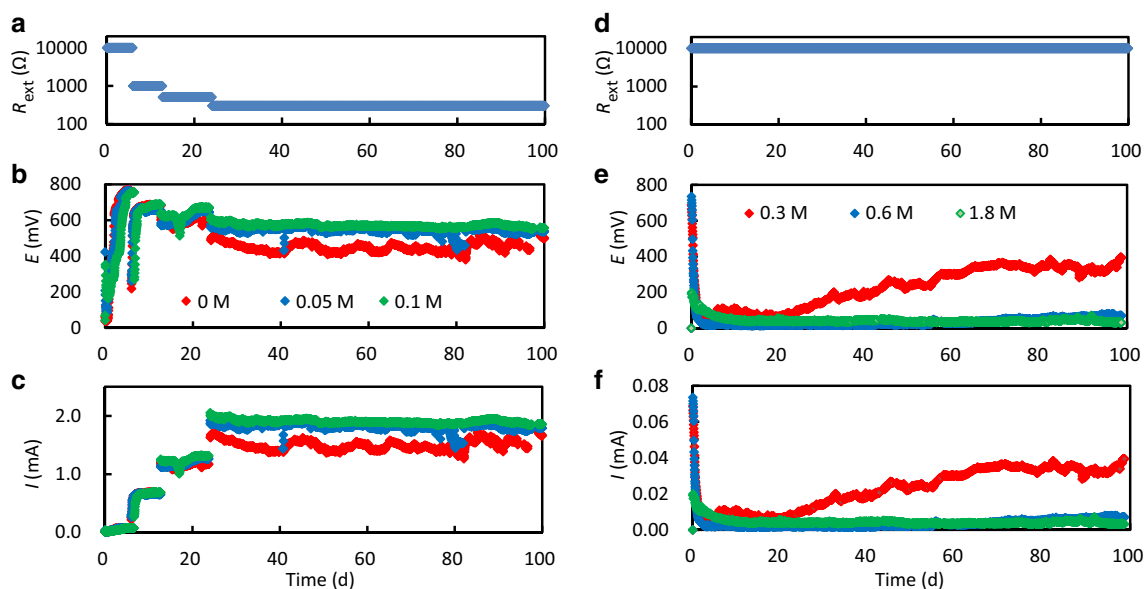 a
10000
1000
100
R_ext (Ω)
0 20 40 60 80 100
b
800
600
400
200
0
E (mV)
0 M 0.05 M 0.1 M
0 20 40 60 80 100
c
2.0
1.0
0.0
I (mA)
0 20 40 60 80 100
Time (d)
d
10000
1000
100
R_ext (Ω)
0 20 40 60 80 100
e
800
600
400
200
0
E (mV)
0.3 M 0.6 M 1.8 M
0 20 40 60 80 100
f
0.08
0.06
0.04
0.02
0.00
I (mA)
0 20 40 60 80 100
Time (d)